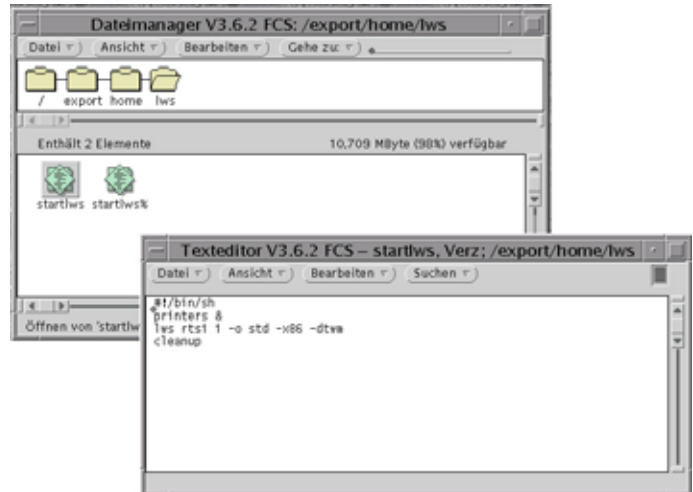 Dateimanager V3.6.2 FCS: /export/home/lws
Datei Ansicht Bearbeiten Gehe zu:
/ export home lws
Enthält 2 Elemente 10,709 MByte (98%) verfügbar
startlws startlws%
Öffnen von 'startlw
Texteditor V3.6.2 FCS – startlws, Verz; /export/home/lws
Datei Ansicht Bearbeiten Suchen
#!/bin/sh
printers &
lws rts1 1 -o std -x86 -dtwm
cleanup